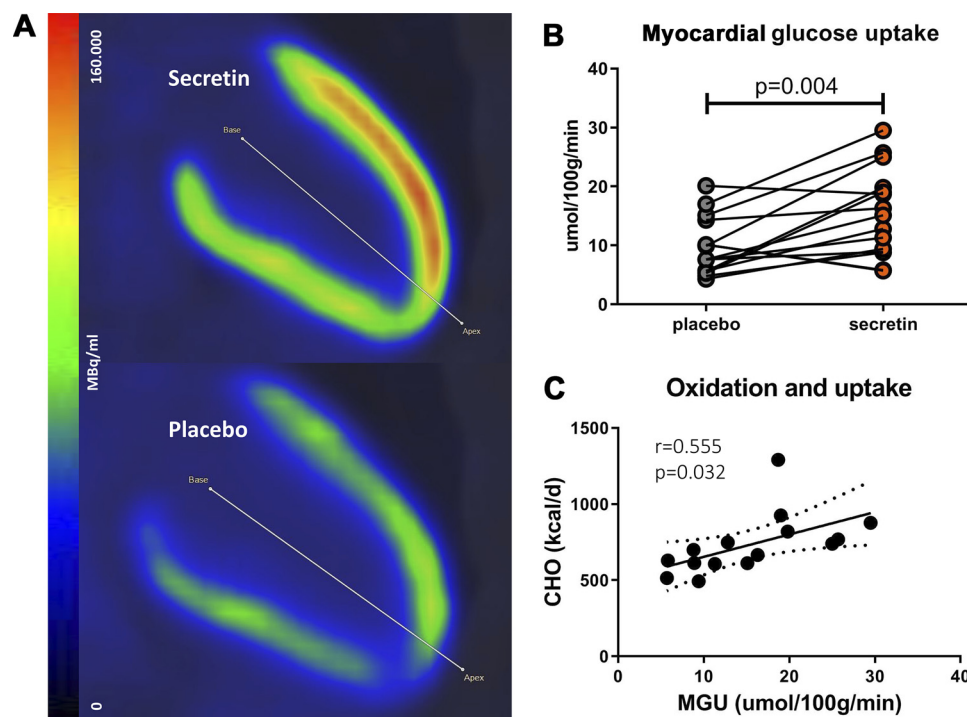 A
160.000
MBq/ml
0
Secretin
Base
Apex
Placebo
Base
Apex
B
Myocardial glucose uptake
p=0.004
umol/100g/min
40
30
20
10
0
placebo
secretin
C
Oxidation and uptake
r=0.555
p=0.032
CHO (kcal/d)
1500
1000
500
0
0
10
20
30
40
MGU (umol/100g/min)